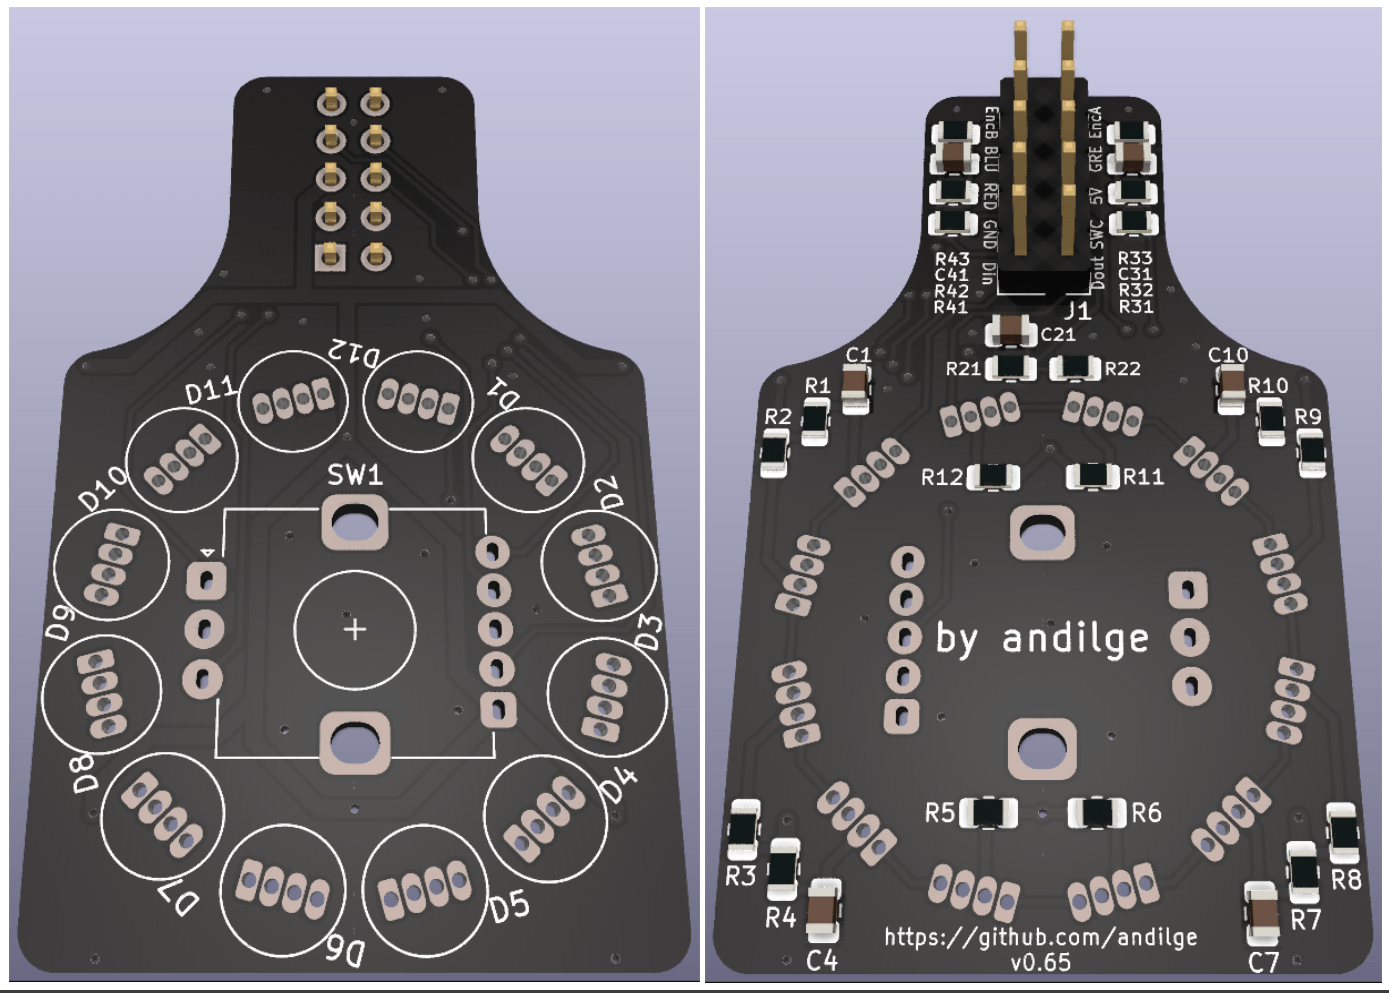 D12
D11
D1
D10
SW1
D2
D9
D3
D8
D4
D7
D5
D6
EncB BLU RED GND Din
EncA GRE 5V SWC Dout
R43
C41
R42
R41
R33
C31
R32
R31
J1
C21
C1
R21
R22
C10
R1
R10
R2
R9
R12
R11
by andilge
R5
R6
R3
R8
R4
R7
https://github.com/andilge
v0.65
C4
C7